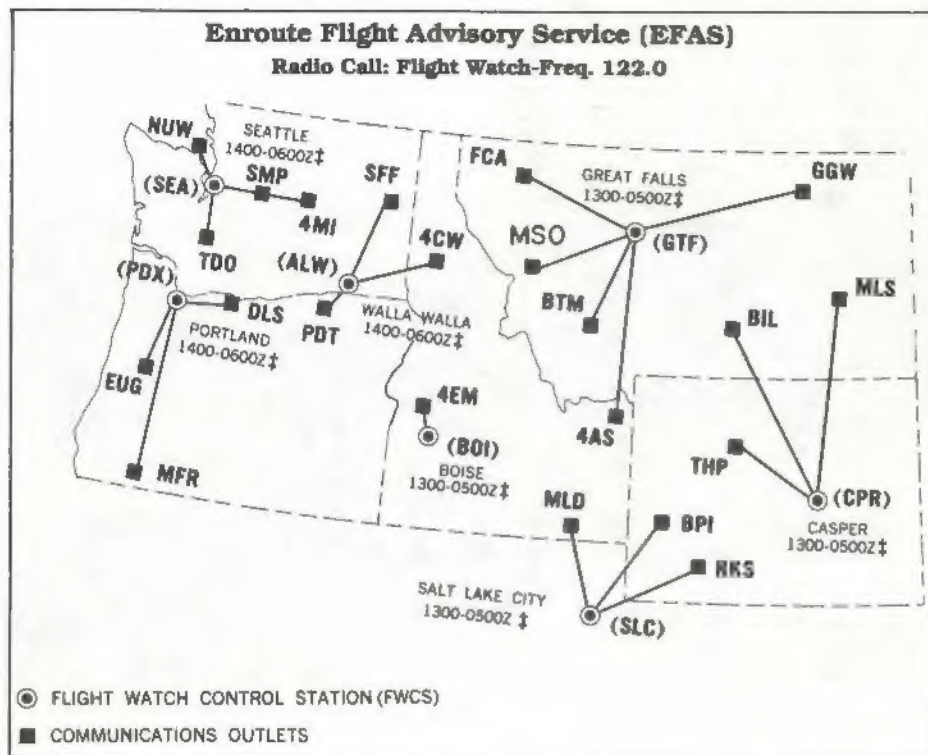 Enroute Flight Advisory Service (EFAS)
Radio Call: Flight Watch-Freq. 122.0
NUW
SEATTLE
1400-0600Z‡
(SEA)
SMP
4MI
TDO
SFF
(ALW)
4CW
PDT
WALLA WALLA
1400-0600Z‡
(PDX)
DLS
PORTLAND
1400-0600Z‡
EUG
MFR
FCA
GREAT FALLS
1300-0500Z‡
GGW
MSO
(GTF)
BTM
4AS
BIL
MLS
4EM
(BOI)
BOISE
1300-0500Z‡
THP
(CPR)
CASPER
1300-0500Z‡
MLD
BPI
RKS
SALT LAKE CITY
1300-0500Z ‡
(SLC)
FLIGHT WATCH CONTROL STATION (FWCS)
COMMUNICATIONS OUTLETS